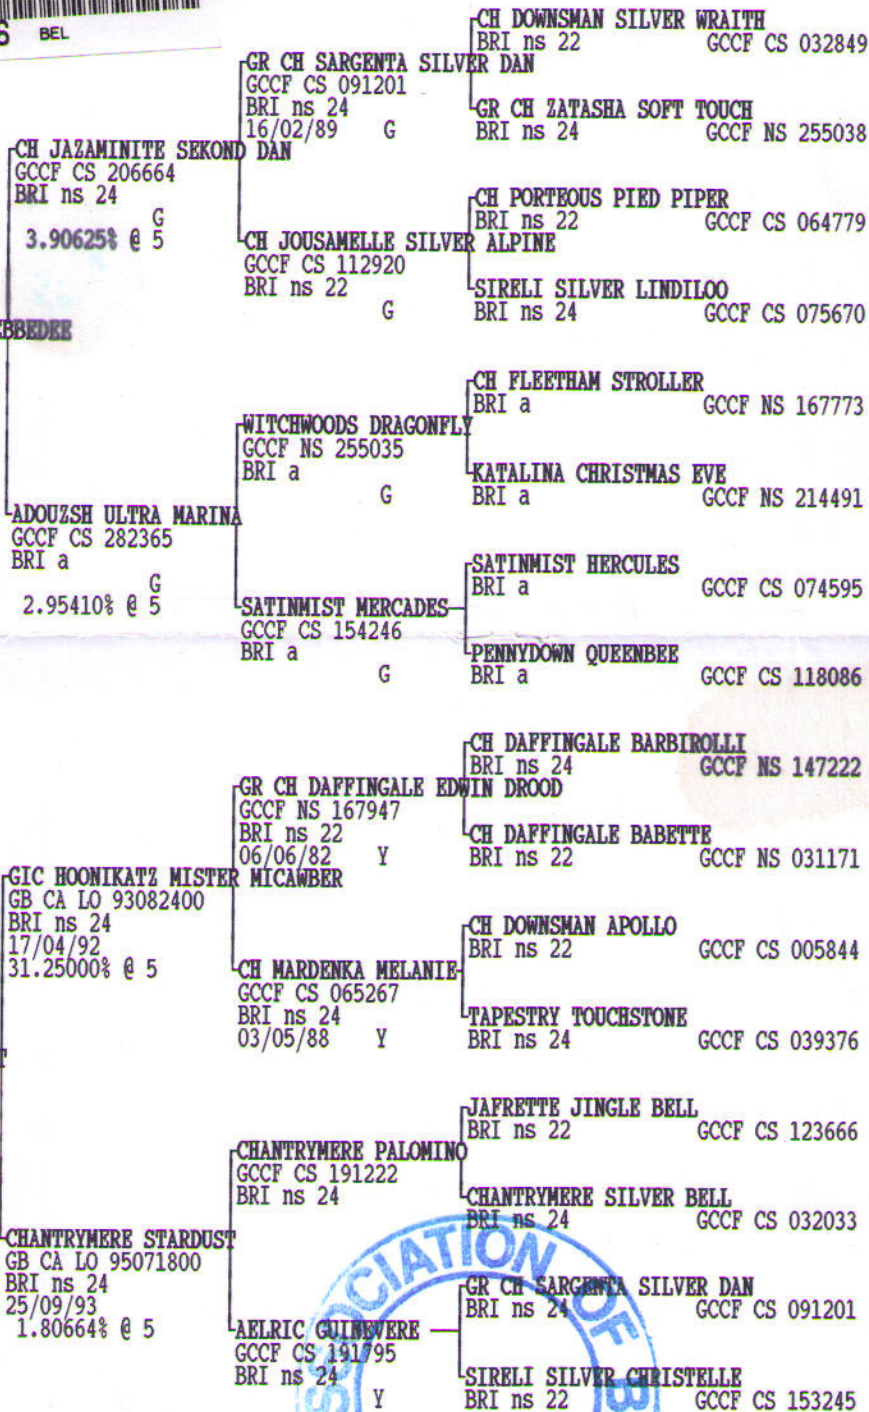 6 BEL
CH DOWNSMAN SILVER WRAITH
BRI ns 22 GCCF CS 032849
GR CH SARGENTA SILVER DAN
GCCF CS 091201
BRI ns 24
16/02/89 G
GR CH ZATASHA SOFT TOUCH
BRI ns 24 GCCF NS 255038
CH JAZAMINITE SEKOND DAN
GCCF CS 206664
BRI ns 24
G
3.90625% @ 5
CH PORTEOUS PIED PIPER
BRI ns 22 GCCF CS 064779
CH JOUSAMELLE SILVER ALPINE
GCCF CS 112920
BRI ns 22
G
SIRELI SILVER LINDILOO
BRI ns 24 GCCF CS 075670
EBBEDEE
CH FLEETHAM STROLLER
BRI a GCCF NS 167773
WITCHWOODS DRAGONFLY
GCCF NS 255035
BRI a
G
KATALINA CHRISTMAS EVE
BRI a GCCF NS 214491
ADOUZSH ULTRA MARINA
GCCF CS 282365
BRI a
G
2.95410% @ 5
SATINMIST HERCULES
BRI a GCCF CS 074595
SATINMIST MERCADES
GCCF CS 154246
BRI a
G
PENNYDOWN QUEENBEE
BRI a GCCF CS 118086
CH DAFFINGALE BARBIROLLI
BRI ns 24 GCCF NS 147222
GR CH DAFFINGALE EDWIN DROOD
GCCF NS 167947
BRI ns 22
06/06/82 Y
CH DAFFINGALE BABETTE
BRI ns 22 GCCF NS 031171
GIC HOONIKATZ MISTER MICAWBER
GB CA LO 93082400
BRI ns 24
17/04/92
31.25000% @ 5
CH DOWNSMAN APOLLO
BRI ns 22 GCCF CS 005844
CH MARDENKA MELANIE
GCCF CS 065267
BRI ns 24
03/05/88 Y
TAPESTRY TOUCHSTONE
BRI ns 24 GCCF CS 039376
T
JAFRETTE JINGLE BELL
BRI ns 22 GCCF CS 123666
CHANTRYMERE PALOMINO
GCCF CS 191222
BRI ns 24
CHANTRYMERE SILVER BELL
BRI ns 24 GCCF CS 032033
CHANTRYMERE STARDUST
GB CA LO 95071800
BRI ns 24
25/09/93
1.80664% @ 5
GR CH SARGENTA SILVER DAN
BRI ns 24 GCCF CS 091201
AELRIC GUINEVERE
GCCF CS 191795
BRI ns 24
Y
SIRELI SILVER CHRISTELLE
BRI ns 22 GCCF CS 153245
SSOCIATION OF B